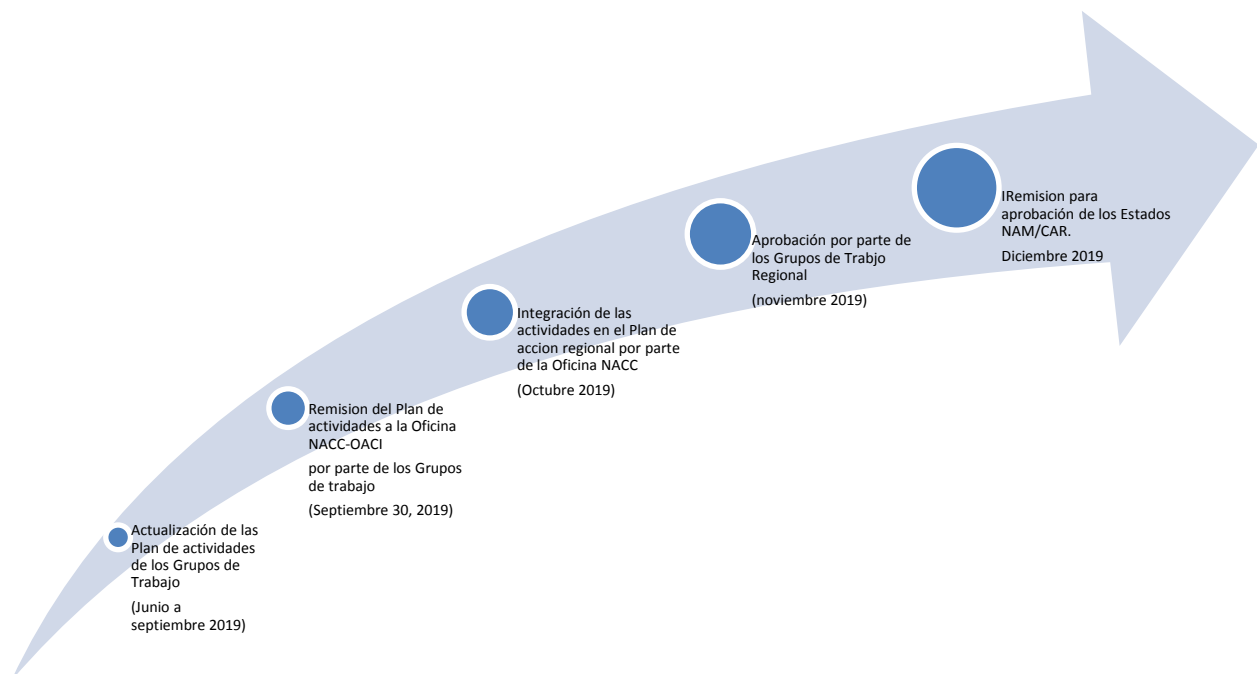 Actualización de las
Plan de actividades
de los Grupos de
Trabajo
(Junio a
septiembre 2019)
Remision del Plan de
actividades a la Oficina
NACC-OACI
por parte de los Grupos
de trabajo
(Septiembre 30, 2019)
Integración de las
actividades en el Plan de
accion regional por parte
de la Oficina NACC
(Octubre 2019)
Aprobación por parte de
los Grupos de Trabjo
Regional
(noviembre 2019)
IRemision para
aprobación de los Estados
NAM/CAR.
Diciembre 2019